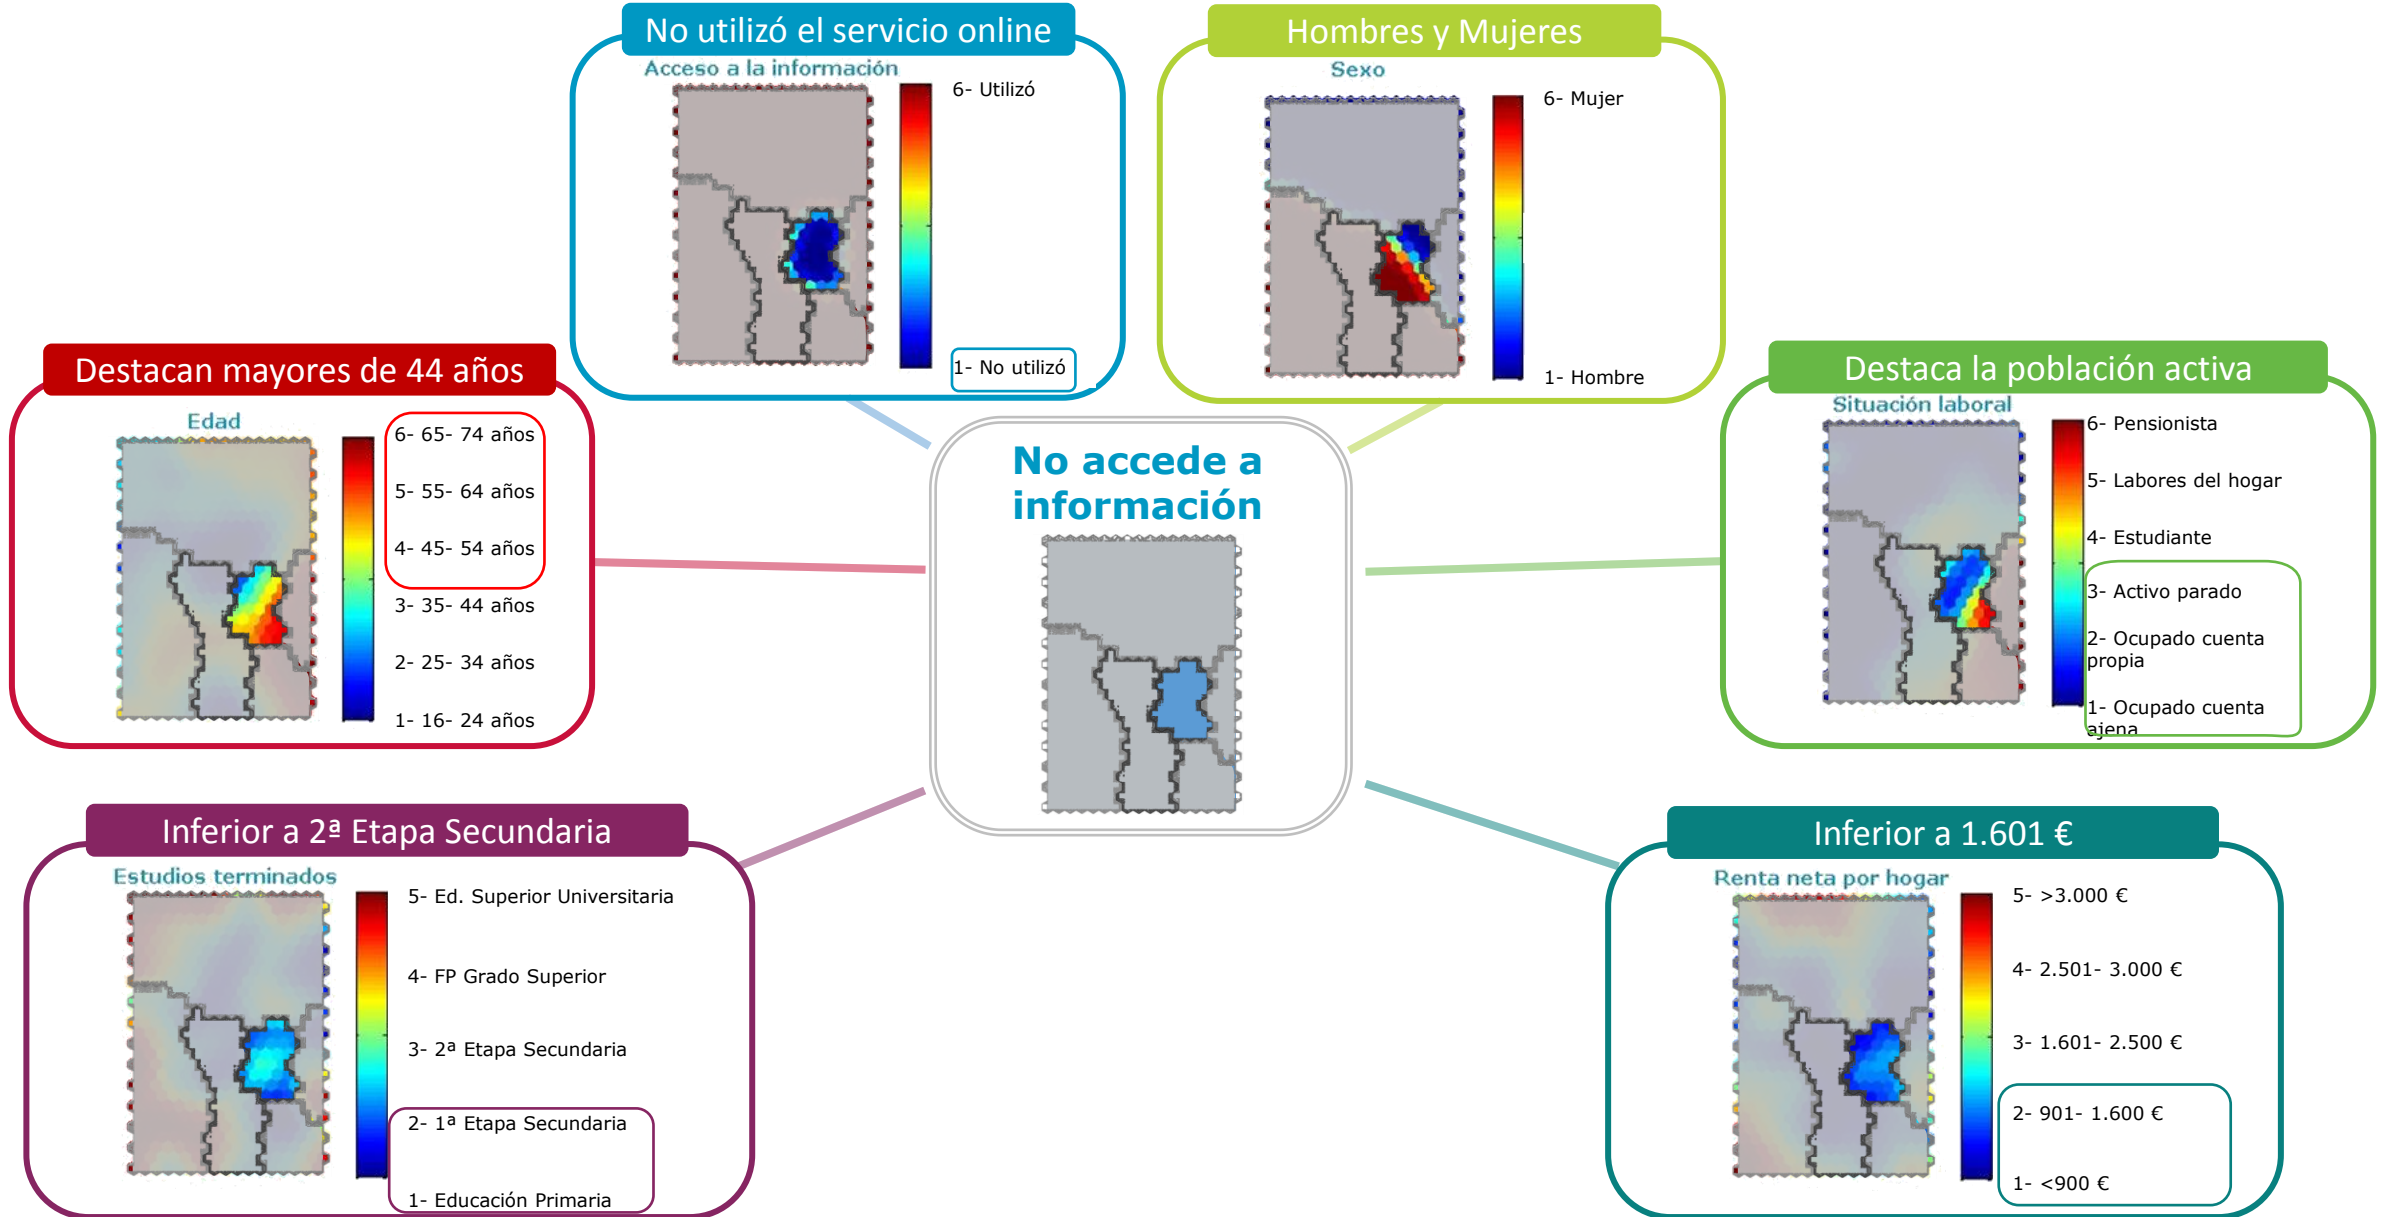 No utilizó el servicio online
Acceso a la información
6- Utilizó
1- No utilizó
Hombres y Mujeres
Sexo
6- Mujer
1- Hombre
Destacan mayores de 44 años
Edad
6- 65- 74 años
5- 55- 64 años
4- 45- 54 años
3- 35- 44 años
2- 25- 34 años
1- 16- 24 años
No accede a
información
Destaca la población activa
Situación laboral
6- Pensionista
5- Labores del hogar
4- Estudiante
3- Activo parado
2- Ocupado cuenta
propia
1- Ocupado cuenta
ajena
Inferior a 2ª Etapa Secundaria
Estudios terminados
5- Ed. Superior Universitaria
4- FP Grado Superior
3- 2ª Etapa Secundaria
2- 1ª Etapa Secundaria
1- Educación Primaria
Inferior a 1.601 €
Renta neta por hogar
5- >3.000 €
4- 2.501- 3.000 €
3- 1.601- 2.500 €
2- 901- 1.600 €
1- <900 €